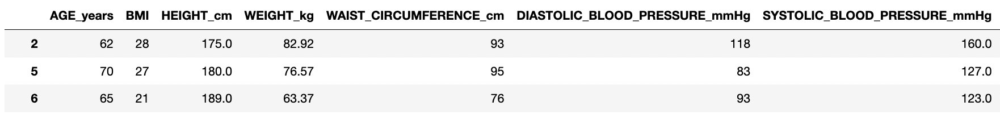 AGE_years BMI HEIGHT_cm WEIGHT_kg WAIST_CIRCUMFERENCE_cm DIASTOLIC_BLOOD_PRESSURE_mmHg SYSTOLIC_BLOOD_PRESSURE_mmHg
2 62 28 175.0 82.92 93 118 160.0
5 70 27 180.0 76.57 95 83 127.0
6 65 21 189.0 63.37 76 93 123.0